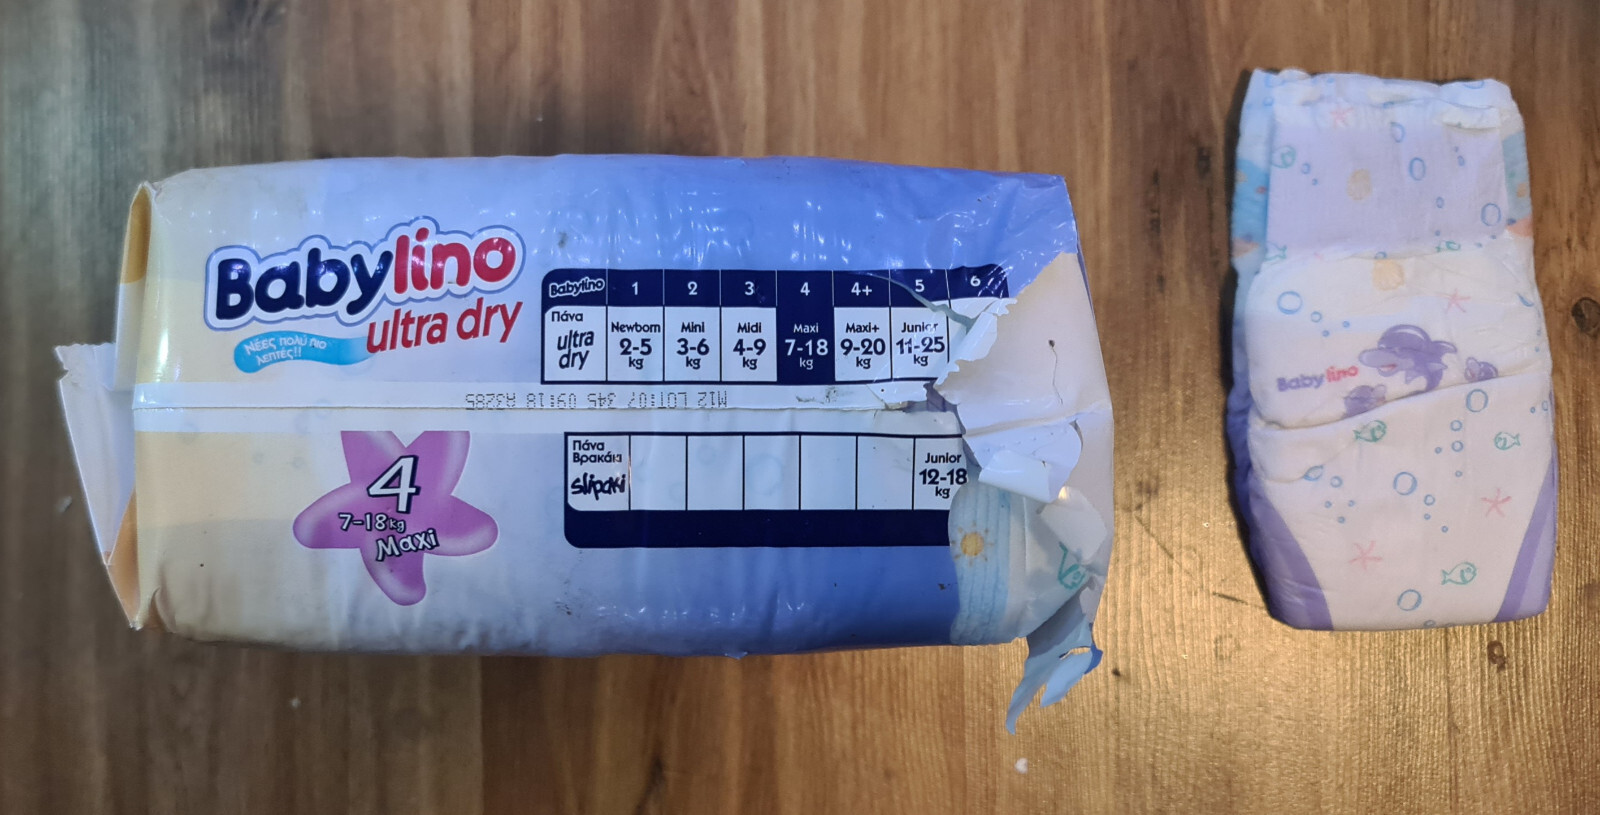 Babylino
ultra dry
Νέες πολύ πιο
λεπτές!!
Babylino 1 2 3 4 4+ 5 6
Πάνα
ultra
dry
Newborn
2-5
kg
Mini
3-6
kg
Midi
4-9
kg
Maxi
7-18
kg
Maxi+
9-20
kg
Junior
11-25
kg
M12 LOT:07 345 09:18 A3285
4
7-18kg
Maxi
Πάνα
Βρακάκι
slipaki
Junior
12-18
kg
Babylino